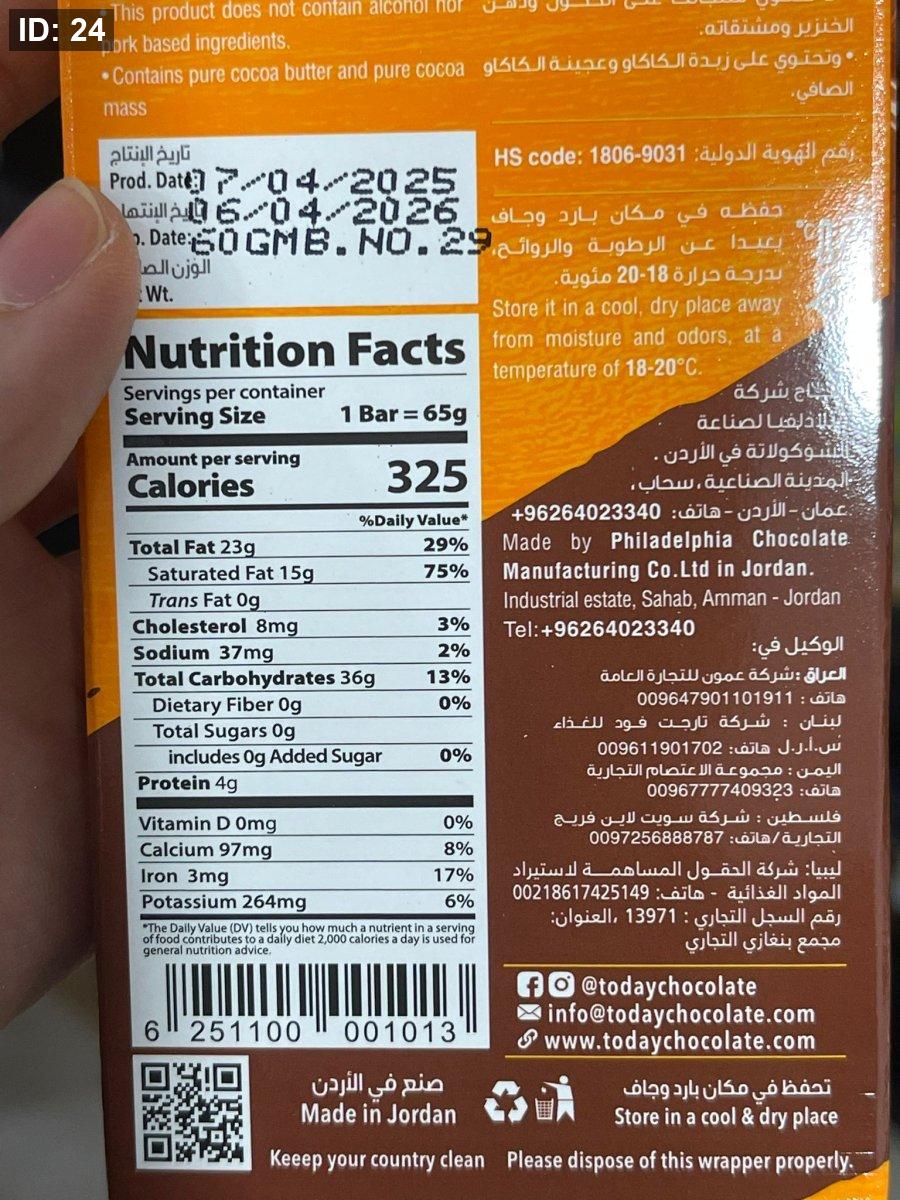 ID: 24
• This product does not contain alcohol nor
pork based ingredients.
• Contains pure cocoa butter and pure cocoa
mass
الخنزير ومشتقاته.
• وتحتوي على زبدة الكاكاو وعجينة الكاكاو
الصافي.
تاريخ الإنتاج
Prod. Date: 07/04/2025
06/04/2026
Date: 60GMB.NO.29
الوزن
Wt.
رقم الهوية الدولية: HS code: 1806-9031
حفظه في مكان بارد وجاف
بعيدا عن الرطوبة والروائح،
بدرجة حرارة 18-20 مئوية.
Store it in a cool, dry place away
from moisture and odors, at a
temperature of 18-20°C.
Nutrition Facts
Servings per container
Serving Size 1 Bar = 65g
Amount per serving
Calories 325
%Daily Value*
Total Fat 23g 29%
Saturated Fat 15g 75%
Trans Fat 0g
Cholesterol 8mg 3%
Sodium 37mg 2%
Total Carbohydrates 36g 13%
Dietary Fiber 0g 0%
Total Sugars 0g
includes 0g Added Sugar 0%
Protein 4g
Vitamin D 0mg 0%
Calcium 97mg 8%
Iron 3mg 17%
Potassium 264mg 6%
*The Daily Value (DV) tells you how much a nutrient in a serving
of food contributes to a daily diet 2,000 calories a day is used for
general nutrition advice.
6 251100 001013
شركة
لصناعة
الشوكولاتة في الأردن .
المدينة الصناعية، سحاب،
عمان - الأردن - هاتف: 96264023340+
Made by Philadelphia Chocolate
Manufacturing Co.Ltd in Jordan.
Industrial estate, Sahab, Amman - Jordan
Tel:+96264023340
الوكيل في:
العراق :شركة عمون للتجارة العامة
هاتف : 009647901101911
لبنان : شركة تارجت فود للغذاء
ش.ا.ر.ل هاتف: 009611901702
اليمن : مجموعة الاعتصام التجارية
هاتف: 00967777409323
فلسطين : شركة سويت لاين فريج
التجارية/هاتف: 0097256888787
ليبيا: شركة الحقول المساهمة لاستيراد
المواد الغذائية - هاتف: 00218617425149
رقم السجل التجاري : 13971 ،العنوان:
مجمع بنغازي التجاري
@todaychocolate
info@todaychocolate.com
www.todaychocolate.com
صنع في الأردن
Made in Jordan
تحفظ في مكان بارد وجاف
Store in a cool & dry place
Keeep your country clean Please dispose of this wrapper properly.